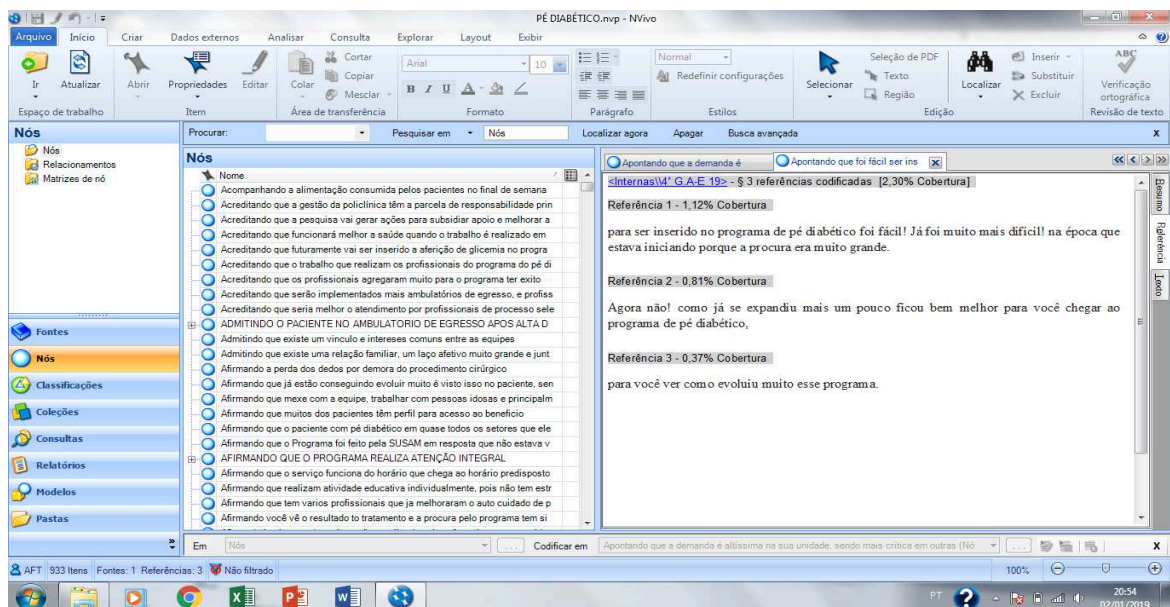 PÉ DIABÉTICO.nvp - NVivo
Arquivo Início Criar Dados externos Analisar Consulta Explorar Layout Exibir
Ir Atualizar Abrir Propriedades Editar Colar Cortar Copiar Mesclar
Arial 10
B I U A
Normal
Redefinir configurações
Selecionar Seleção de PDF Texto Região Localizar Inserir Substituir Excluir
ABC Verificação ortográfica
Espaço de trabalho Item Área de transferência Formato Parágrafo Estilos Edição Revisão de texto
Nós
Nós
Relacionamentos
Matrizes de nó
Fontes
Nós
Classificações
Coleções
Consultas
Relatórios
Modelos
Pastas
Procurar: Pesquisar em Nós Localizar agora Apagar Busca avançada X
Nós
Nome
Acompanhando a alimentação consumida pelos pacientes no final de semana
Acreditando que a gestão da policlínica têm a parcela de responsabilidade prin
Acreditando que a pesquisa vai gerar ações para subsidiar apoio e melhorar a
Acreditando que funcionará melhor a saúde quando o trabalho é realizado em
Acreditando que futuramente vai ser inserido a aferição de glicemia no progra
Acreditando que o trabalho que realizam os profissionais do programa do pé di
Acreditando que os profissionais agregaram muito para o programa ter exito
Acreditando que serão implementados mais ambulatórios de egresso, e profiss
Acreditando que seria melhor o atendimento por profissionais de processo sele
ADMITINDO O PACIENTE NO AMBULATORIO DE EGRESSO APOS ALTA D
Admitindo que existe um vinculo e interesses comuns entre as equipes
Admitindo que existe uma relação familiar, um laço afetivo muito grande e junt
Afirmando a perda dos dedos por demora do procedimento cirúrgico
Afirmando que já estão conseguindo evoluir muito é visto isso no paciente, sen
Afirmando que mexe com a equipe, trabalhar com pessoas idosas e principalm
Afirmando que muitos dos pacientes têm perfil para acesso ao beneficio
Afirmando que o paciente com pé diabético em quase todos os setores que ele
Afirmando que o Programa foi feito pela SUSAM em resposta que não estava v
AFIRMANDO QUE O PROGRAMA REALIZA ATENÇÃO INTEGRAL
Afirmando que o serviço funciona do horário que chega ao horário predisposto
Afirmando que realizam atividade educativa individualmente, pois não tem estr
Afirmando que tem varios profissionais que ja melhoraram o auto cuidado de p
Afirmando você vê o resultado to tratamento e a procura pelo programa tem si
Apontando que a demanda é
Apontando que foi fácil ser ins
<Internas\\4° G.A-E 19> - § 3 referências codificadas [2,30% Cobertura]
Referência 1 - 1,12% Cobertura
para ser inserido no programa de pé diabético foi fácil! Já foi muito mais difícil! na época que
estava iniciando porque a procura era muito grande.
Referência 2 - 0,81% Cobertura
Agora não! como já se expandiu mais um pouco ficou bem melhor para você chegar ao
programa de pé diabético,
Referência 3 - 0,37% Cobertura
para você ver como evoluiu muito esse programa.
Resumo
Referência
Texto
Em Nós ... Codificar em Apontando que a demanda é altíssima na sua unidade, sendo mais critica em outras (Nó ... X
AFT 933 Itens Fontes: 1 Referências: 3 Não filtrado 100%
PT 20:54
02/01/2019